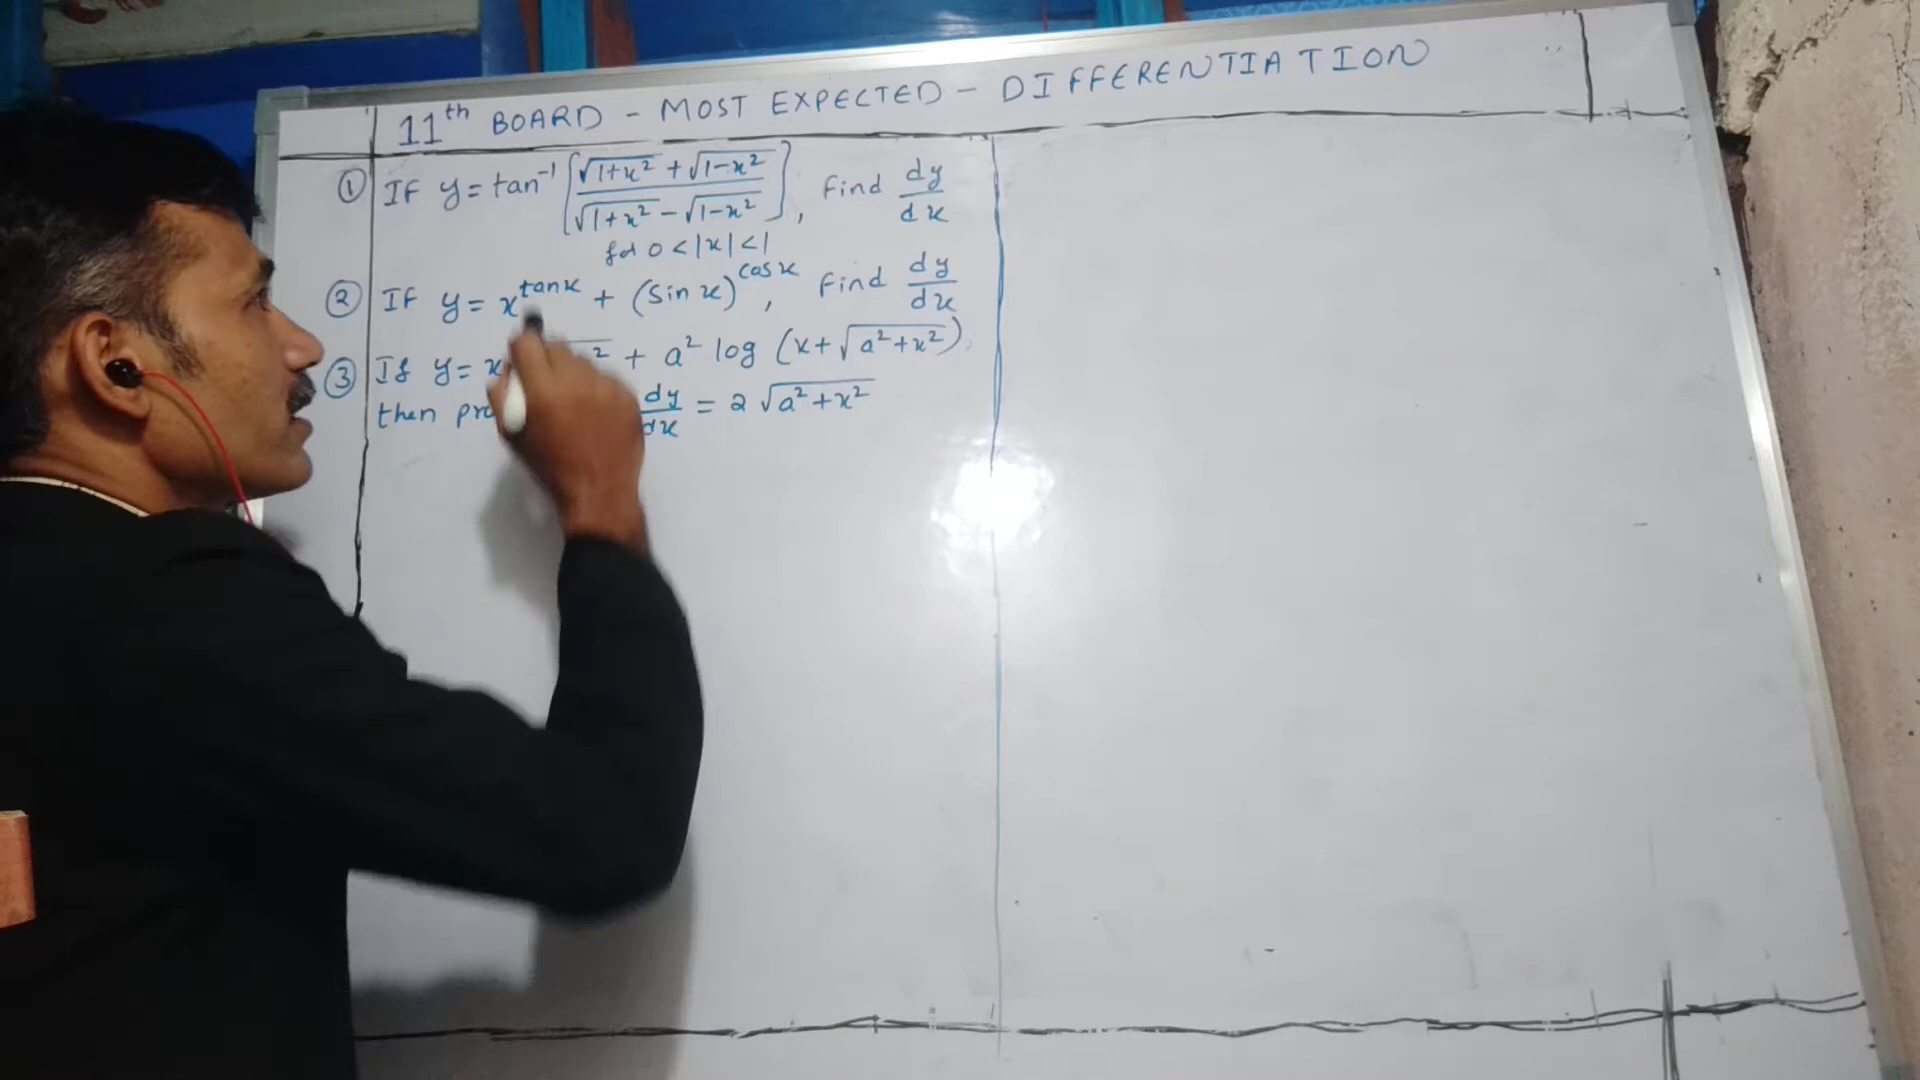 11th BOARD - MOST EXPECTED - DIFFERENTIATION
① IF y = tan⁻¹ [(√1+x² + √1-x²) / (√1+x² - √1-x²)], Find dy/dx
for 0 < |x| < 1
② IF y = x^tanx + (Sin x)^cosx, Find dy/dx
③ If y = x ² + a² log (x + √a²+x²).
then dy/dx = 2 √a²+x²